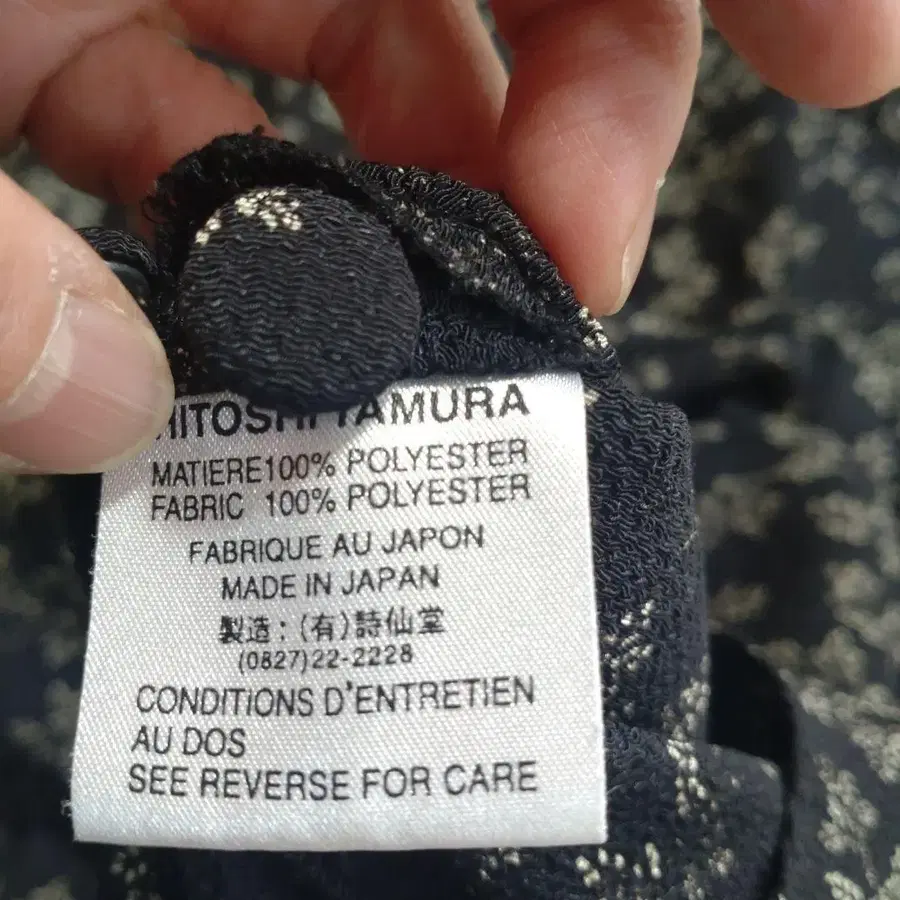 HITOSHI TAMURA
MATIERE100% POLYESTER
FABRIC 100% POLYESTER
FABRIQUE AU JAPON
MADE IN JAPAN
製造:(有)詩仙堂
(0827)22-2228
CONDITIONS D'ENTRETIEN
AU DOS
SEE REVERSE FOR CARE